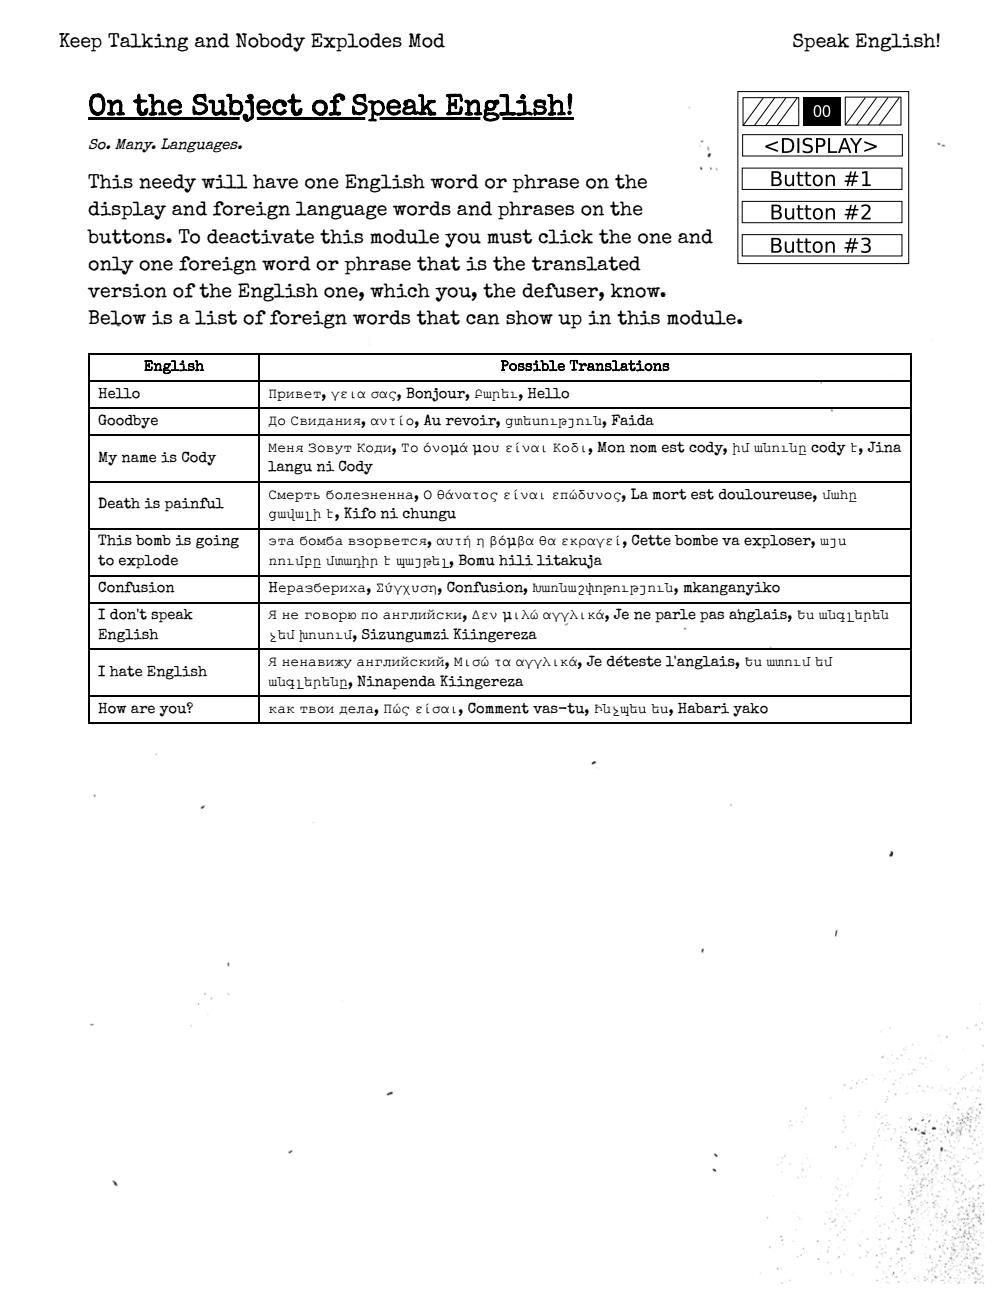 Keep Talking and Nobody Explodes Mod
Speak English!
On the Subject of Speak English!
So. Many. Languages.
This needy will have one English word or phrase on the
display and foreign language words and phrases on the
buttons. To deactivate this module you must click the one and
only one foreign word or phrase that is the translated
version of the English one, which you, the defuser, know.
Below is a list of foreign words that can show up in this module.
00
<DISPLAY>
Button #1
Button #2
Button #3
English
Possible Translations
Hello
Привет, γεια σας, Bonjour, Բարեւ, Hello
Goodbye
До Свидания, αντίο, Au revoir, ցտեսություն, Faida
My name is Cody
Меня Зовут Коди, Το όνομά μου είναι Κοδι, Mon nom est cody, իմ անունը cody է, Jina
langu ni Cody
Death is painful
Смерть болезненна, Ο θάνατος είναι επώδυνος, La mort est douloureuse, մահը
ցավալի է, Kifo ni chungu
This bomb is going
to explode
эта бомба взорвется, αυτή η βόμβα θα εκραγεί, Cette bombe va exploser, այս
ռումբը մտադիր է պայթել, Bomu hili litakuja
Confusion
Неразбериха, Σύγχυση, Confusion, Խառնաշփոթություն, mkanganyiko
I don't speak
English
Я не говорю по английски, Δεν μιλώ αγγλικά, Je ne parle pas anglais, Ես անգլերեն
չեմ խոսում, Sizungumzi Kiingereza
I hate English
Я ненавижу английский, Μισώ τα αγγλικά, Je déteste l'anglais, Ես ատում եմ
անգլերենը, Ninapenda Kiingereza
How are you?
как твои дела, Πώς είσαι, Comment vas-tu, Ինչպես ես, Habari yako